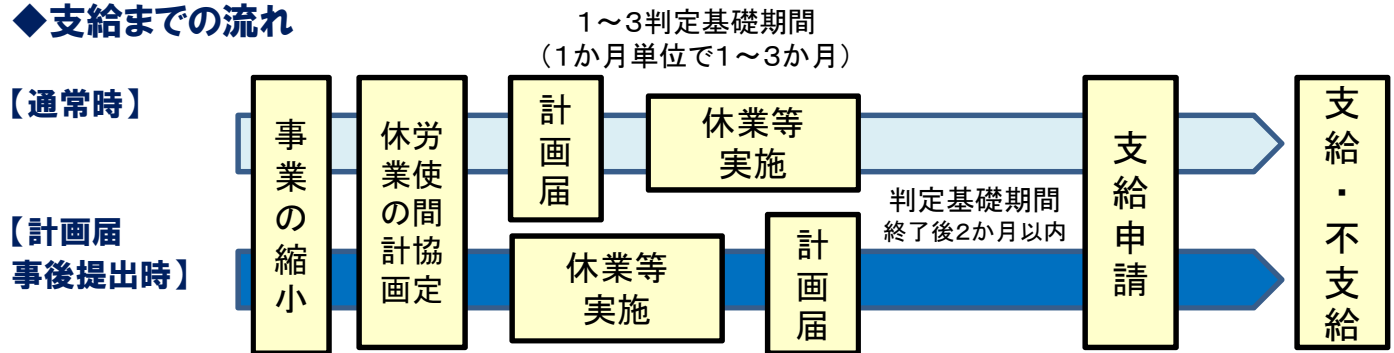 ◆支給までの流れ
1～3判定基礎期間
（1か月単位で1～3か月）
【通常時】
事業の縮小
労使間協定
休業の計画
計画届
休業等
実施
支給申請
支給・不支給
【計画届
事後提出時】
休業等
実施
計画届
判定基礎期間
終了後2か月以内